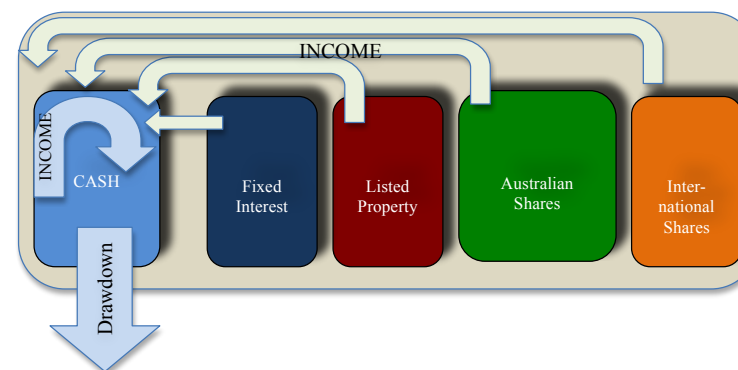 INCOME
INCOME
CASH
Fixed
Interest
Listed
Property
Australian
Shares
Inter-
national
Shares
Drawdown